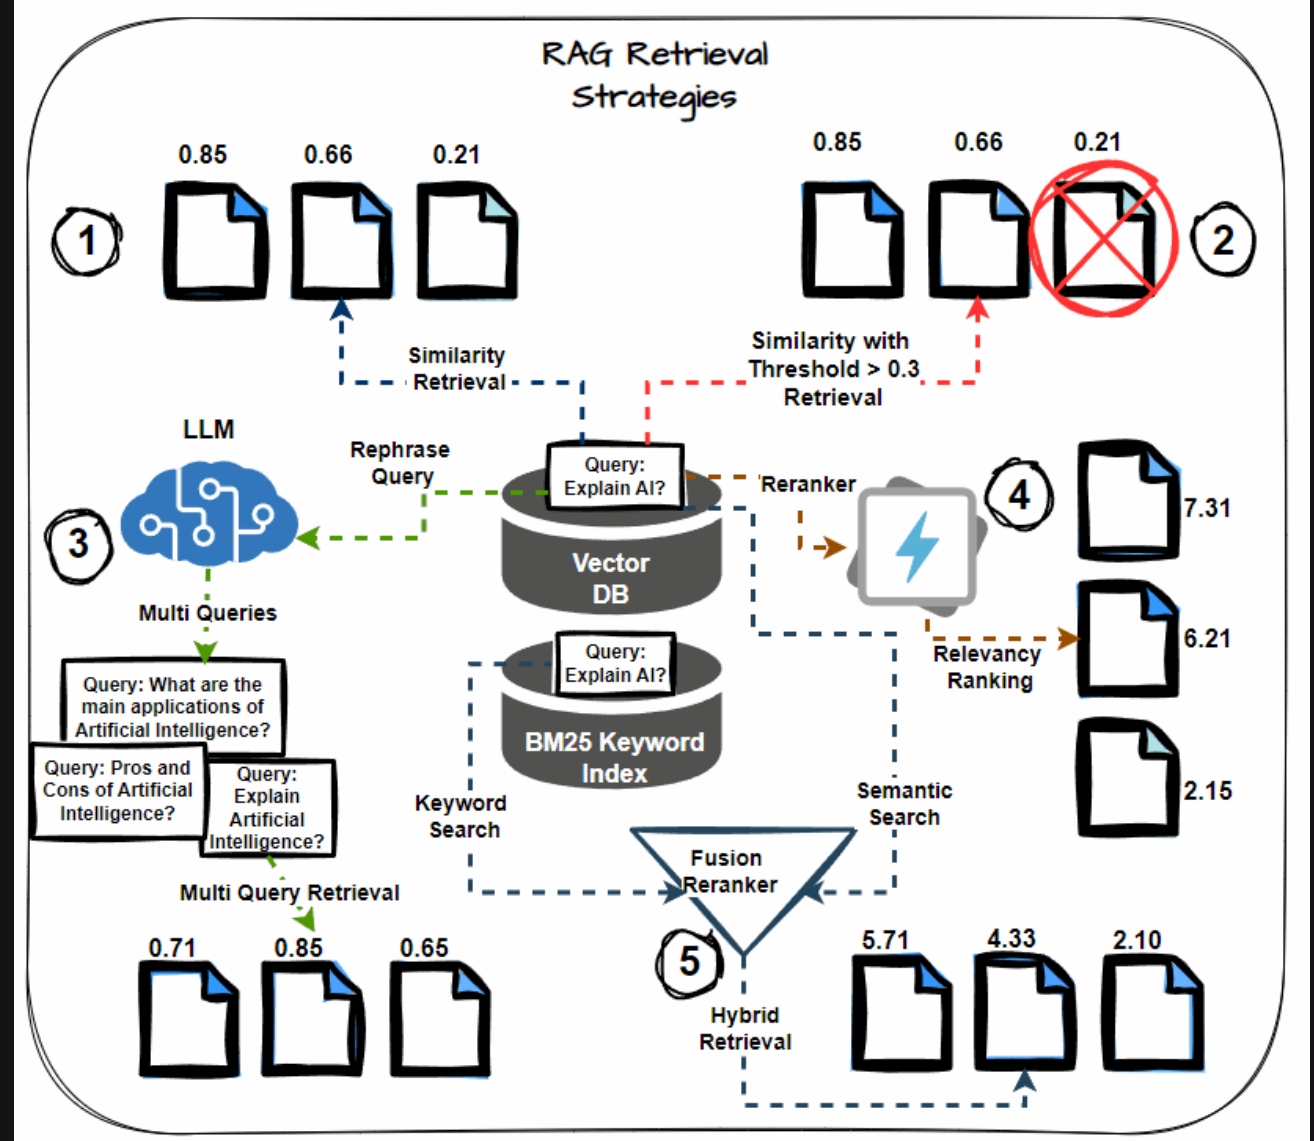 RAG Retrieval
Strategies
0.85
0.66
0.21
1
0.85
0.66
0.21
2
Similarity
Retrieval
Similarity with
Threshold > 0.3
Retrieval
LLM
Rephrase
Query
3
Multi Queries
Query: What are the
main applications of
Artificial Intelligence?
Query: Pros and
Cons of Artificial
Intelligence?
Query:
Explain
Artificial
Intelligence?
Multi Query Retrieval
0.71
0.85
0.65
Query:
Explain AI?
Vector
DB
Query:
Explain AI?
BM25 Keyword
Index
Reranker
4
7.31
6.21
2.15
Relevancy
Ranking
Keyword
Search
Semantic
Search
Fusion
Reranker
5
Hybrid
Retrieval
5.71
4.33
2.10